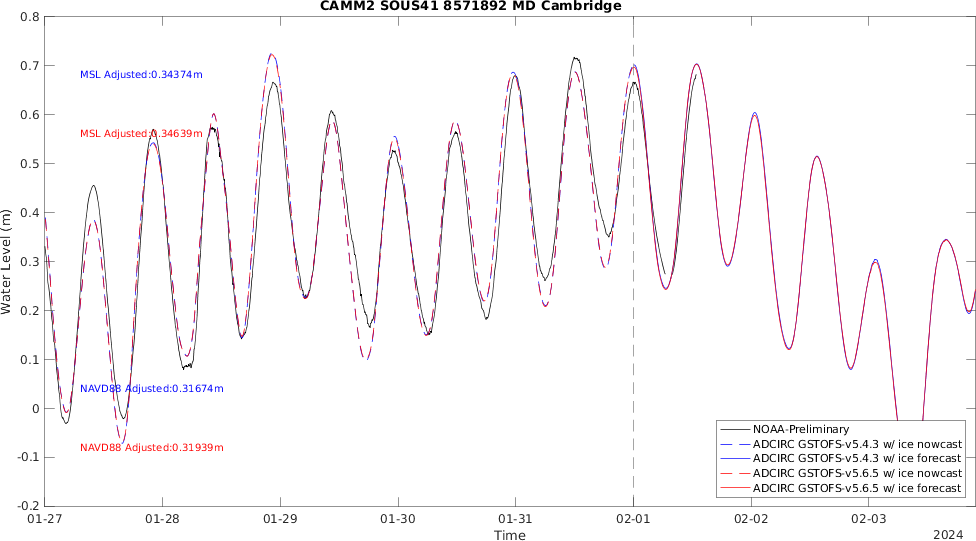 CAMM2 SOUS41 8571892 MD Cambridge
0.8
0.7
0.6
0.5
0.4
0.3
0.2
0.1
0
-0.1
-0.2
Water Level (m)
MSL Adjusted:0.34374m
MSL Adjusted:0.34639m
NAVD88 Adjusted:0.31674m
NAVD88 Adjusted:0.31939m
NOAA-Preliminary
ADCIRC GSTOFS-v5.4.3 w/ ice nowcast
ADCIRC GSTOFS-v5.4.3 w/ ice forecast
ADCIRC GSTOFS-v5.6.5 w/ ice nowcast
ADCIRC GSTOFS-v5.6.5 w/ ice forecast
01-27 01-28 01-29 01-30 01-31 02-01 02-02 02-03
Time
2024